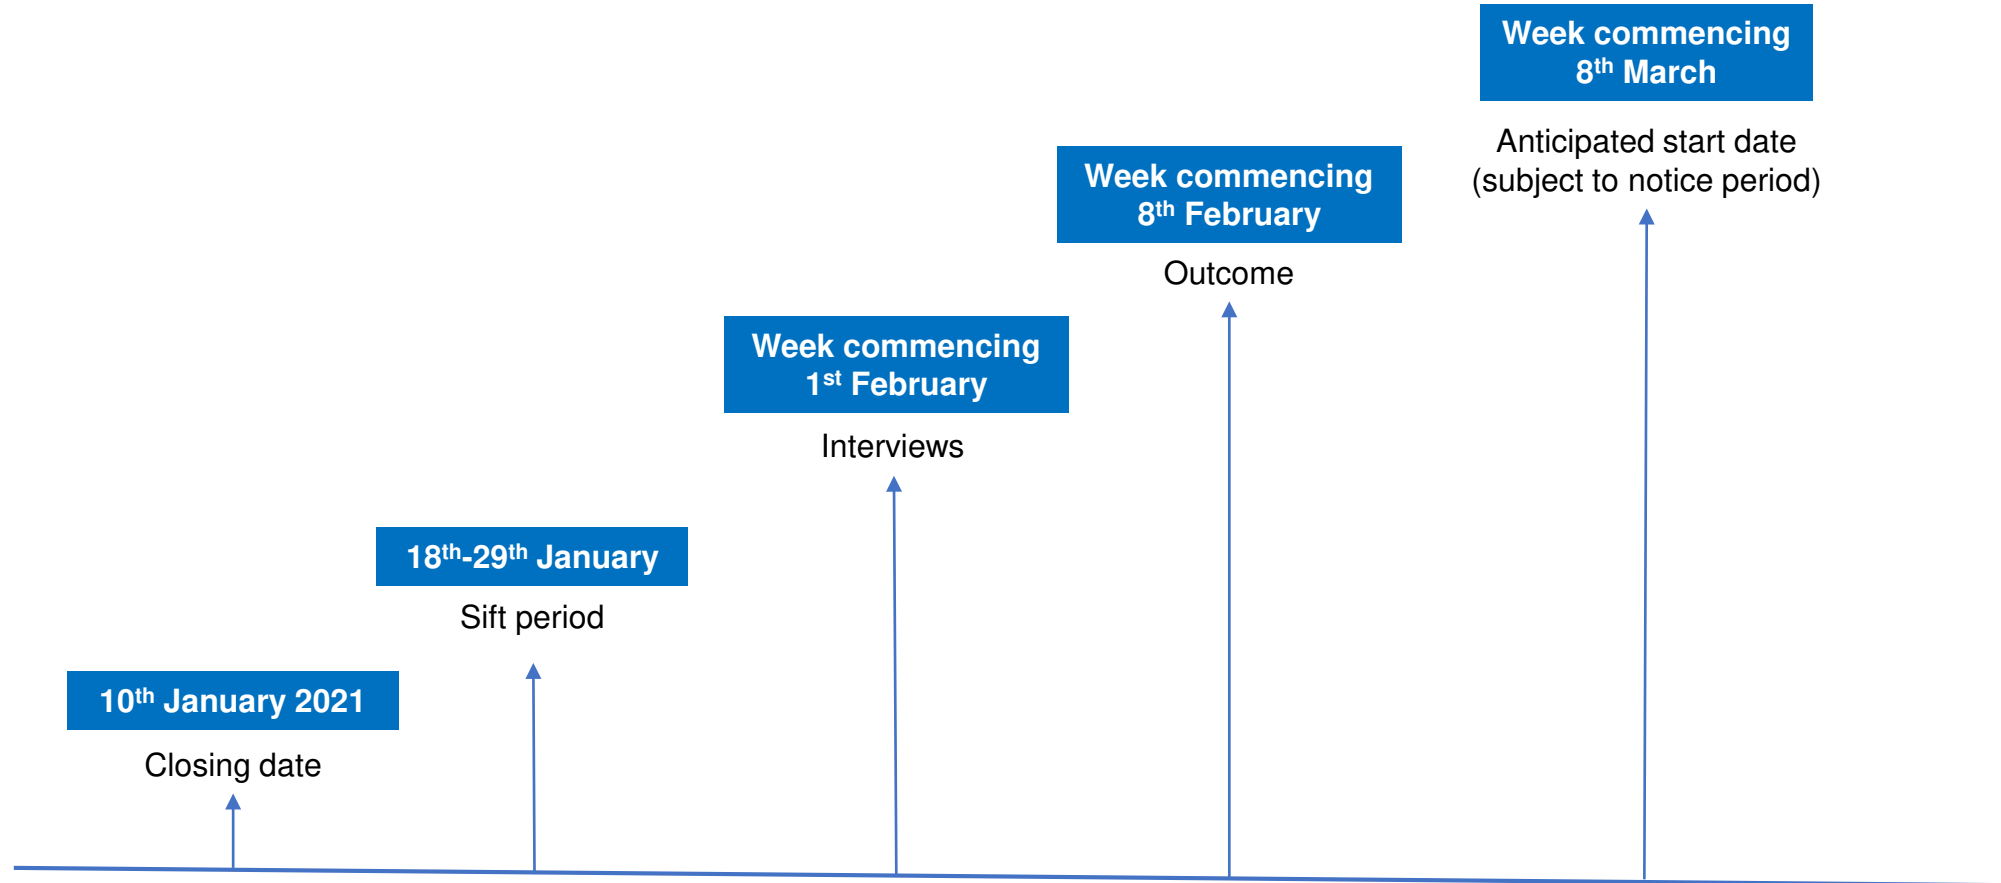 10th January 2021
Closing date
18th-29th January
Sift period
Week commencing
1st February
Interviews
Week commencing
8th February
Outcome
Week commencing
8th March
Anticipated start date
(subject to notice period)